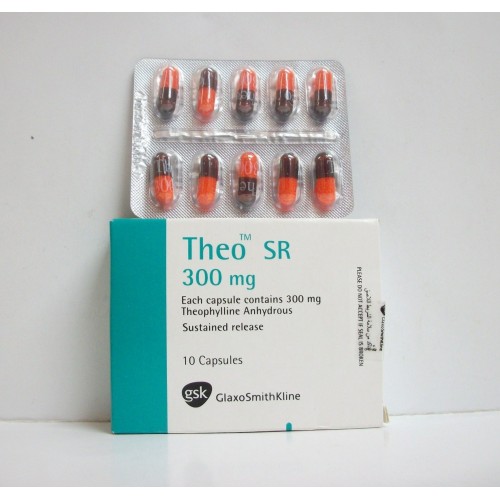 Theo™ SR
300 mg
Each capsule contains 300 mg
Theophylline Anhydrous
Sustained release
10 Capsules
gsk GlaxoSmithKline
PLEASE DO NOT ACCEPT IF SEAL IS BROKEN